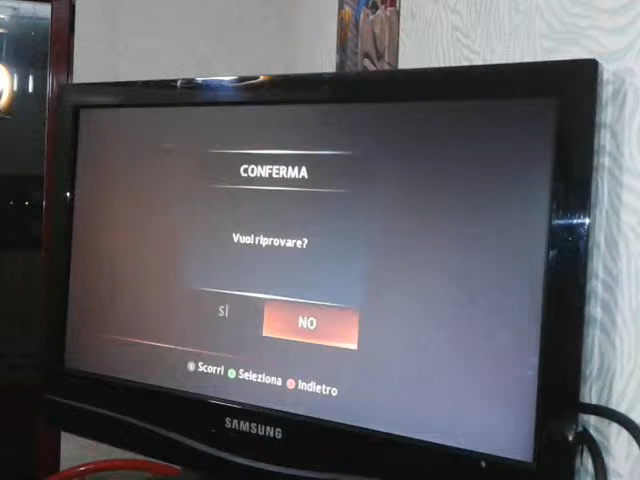 CONFERMA
Vuoi riprovare?
SÌ NO
Scorri Seleziona Indietro
SAMSUNG